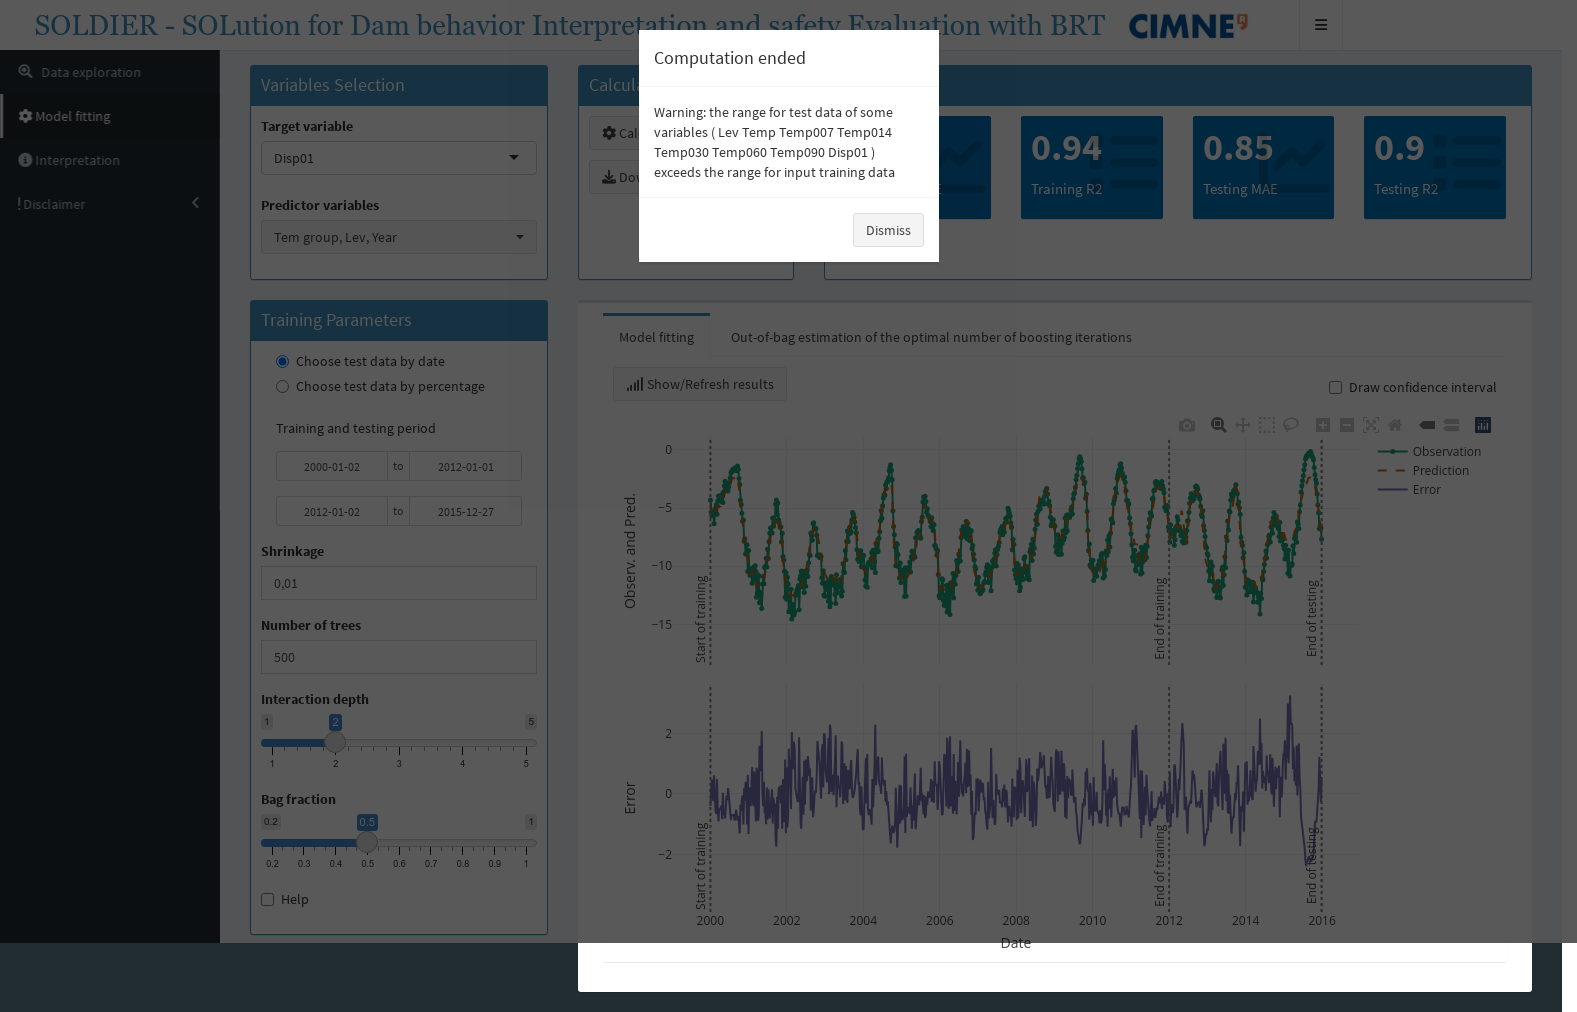 SOLDIER - SOLution for Dam behavior Interpretation and safety Evaluation with BRT
CIMNE
Data exploration
Model fitting
Interpretation
! Disclaimer
Variables Selection
Target variable
Disp01
Predictor variables
Tem group, Lev, Year
Computation ended
Warning: the range for test data of some
variables ( Lev Temp Temp007 Temp014
Temp030 Temp060 Temp090 Disp01 )
exceeds the range for input training data
Dismiss
0.94
Training R2
0.85
Testing MAE
0.9
Testing R2
Training Parameters
Choose test data by date
Choose test data by percentage
Training and testing period
2000-01-02 to 2012-01-01
2012-01-02 to 2015-12-27
Shrinkage
0,01
Number of trees
500
Interaction depth
1 2 5
1 2 3 4 5
Bag fraction
0.2 0.5 1
0.2 0.3 0.4 0.5 0.6 0.7 0.8 0.9 1
Help
Model fitting
Out-of-bag estimation of the optimal number of boosting iterations
Show/Refresh results
Draw confidence interval
Observation
Prediction
Error
Observ. and Pred.
0
−5
−10
−15
Start of training
End of training
End of testing
Error
2
0
−2
Start of training
End of training
End of testing
2000 2002 2004 2006 2008 2010 2012 2014 2016
Date